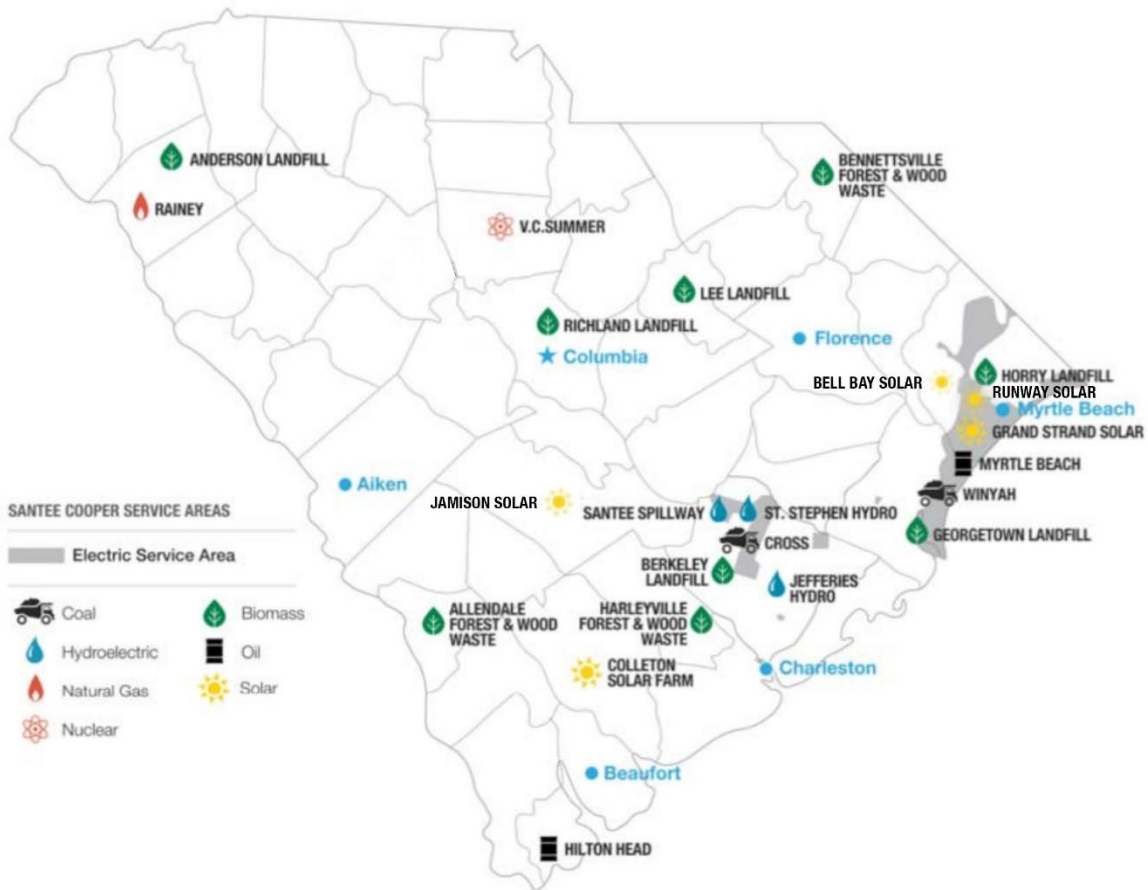 ANDERSON LANDFILL
BENNETTSVILLE
FOREST & WOOD
WASTE
RAINEY
V.C.SUMMER
LEE LANDFILL
RICHLAND LANDFILL
Florence
Columbia
HORRY LANDFILL
BELL BAY SOLAR
RUNWAY SOLAR
Myrtle Beach
GRAND STRAND SOLAR
MYRTLE BEACH
Aiken
WINYAH
JAMISON SOLAR
SANTEE SPILLWAY
ST. STEPHEN HYDRO
GEORGETOWN LANDFILL
CROSS
BERKELEY
LANDFILL
JEFFERIES
HYDRO
ALLENDALE
FOREST & WOOD
WASTE
HARLEYVILLE
FOREST & WOOD
WASTE
COLLETON
SOLAR FARM
Charleston
Beaufort
HILTON HEAD
SANTEE COOPER SERVICE AREAS
Electric Service Area
Coal
Biomass
Hydroelectric
Oil
Natural Gas
Solar
Nuclear